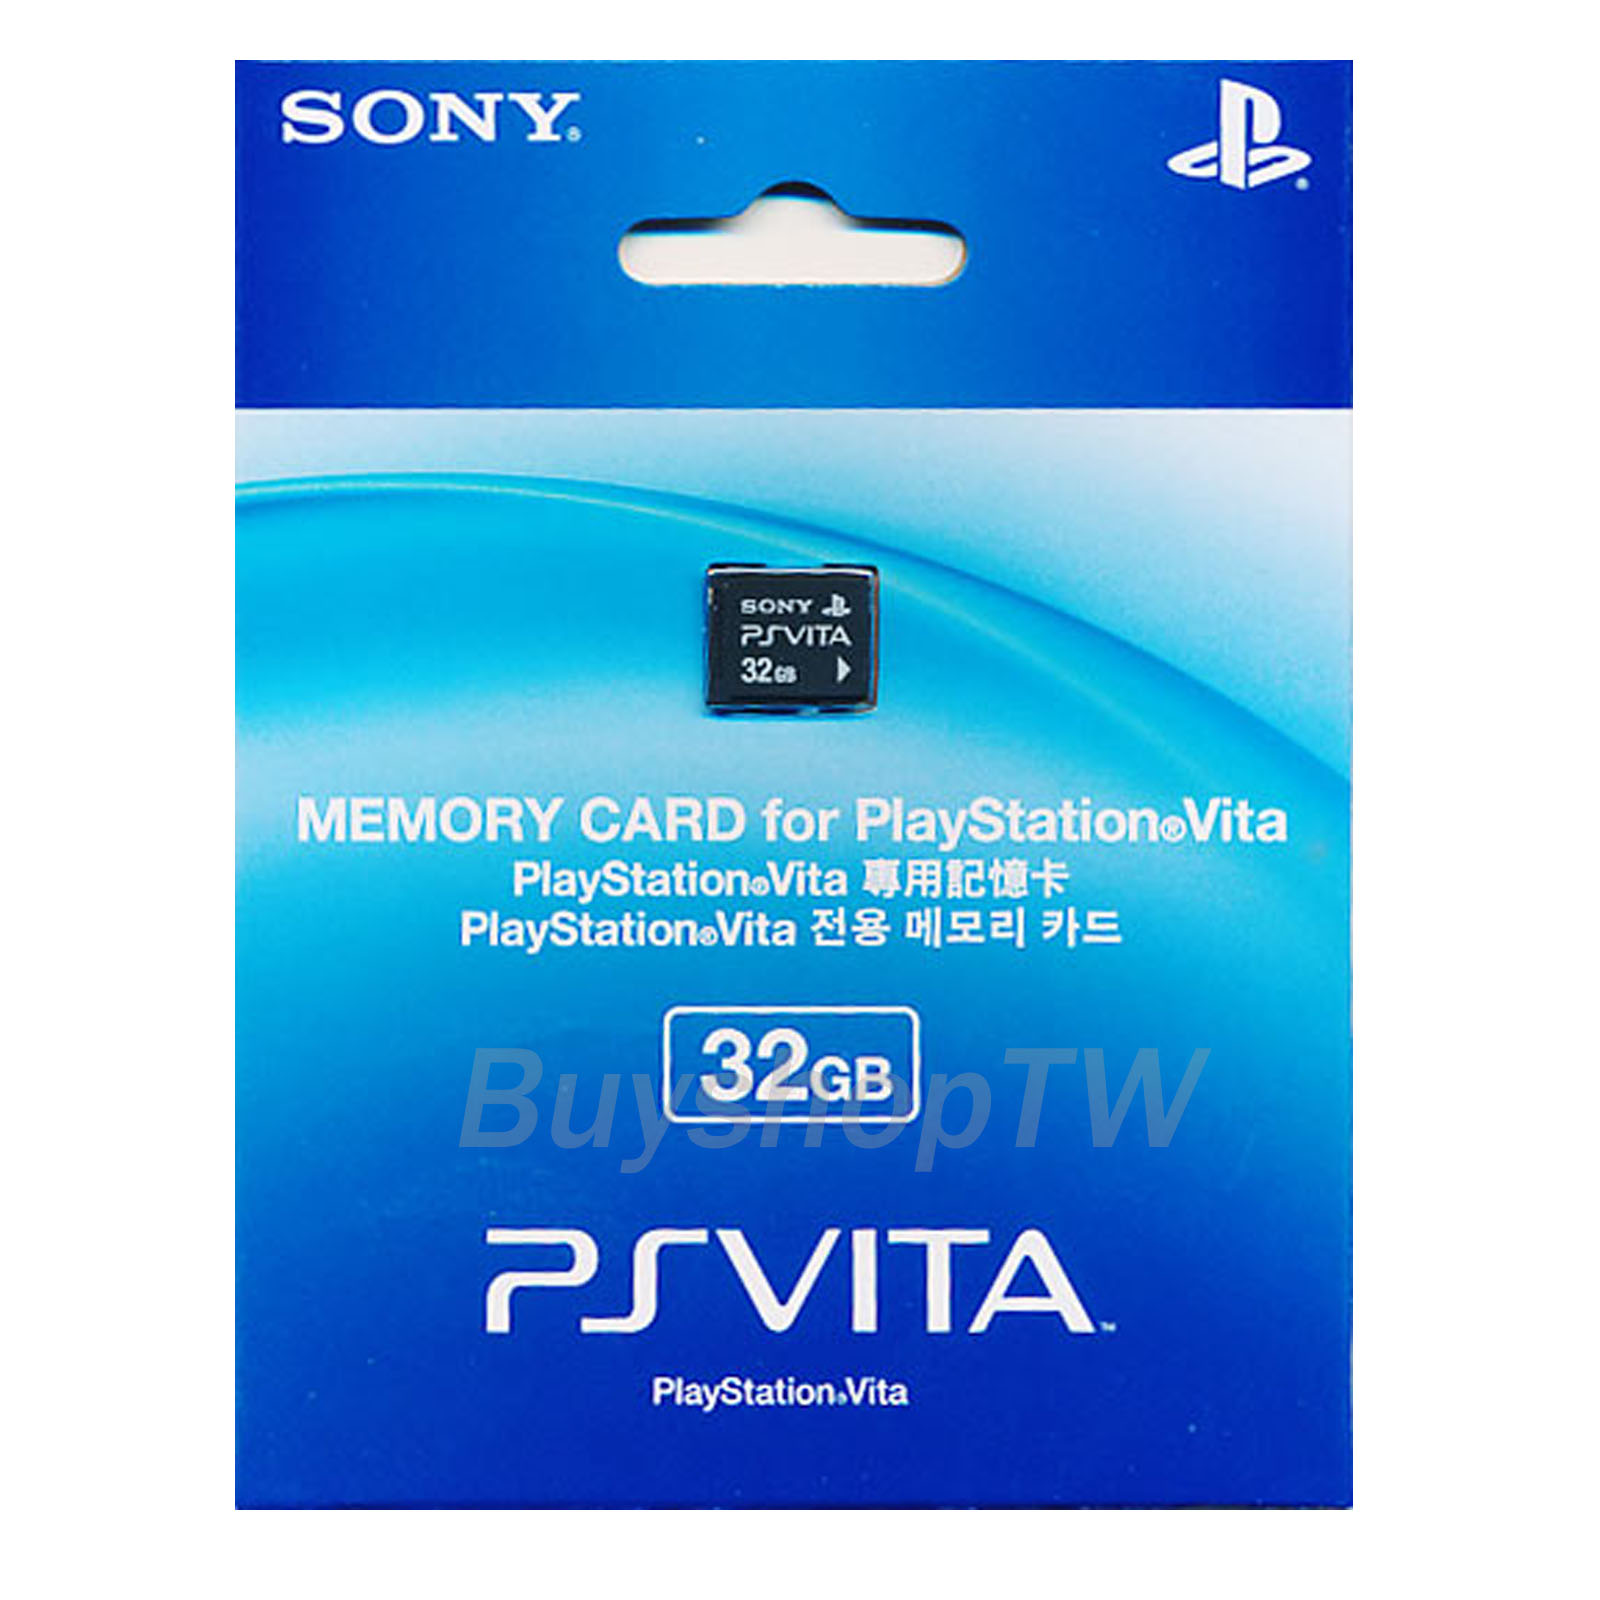 SONY®
SONY
PSVITA
32GB
MEMORY CARD for PlayStation®Vita
PlayStation®Vita 專用記憶卡
PlayStation®Vita 전용 메모리 카드
32GB
BuyshopTW
PSVITA™
PlayStation®Vita